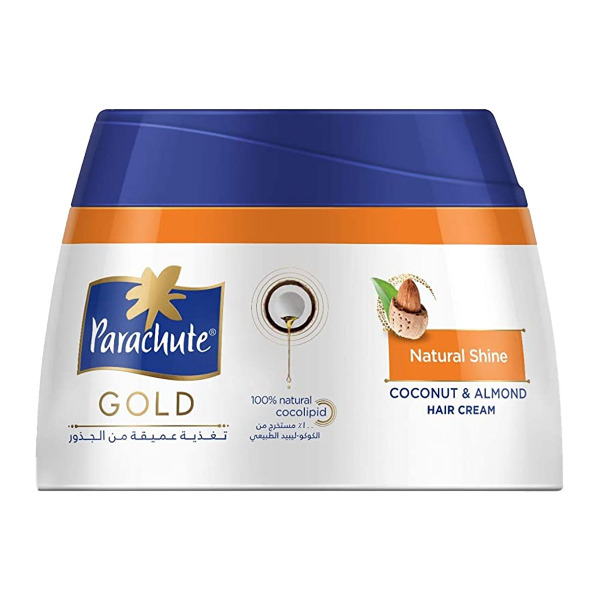 Parachute®
GOLD
تغذية عميقة من الجذور
100% natural
cocolipid
١٠٠٪ مستخرج من
الكوكو-ليبيد الطبيعي
Natural Shine
COCONUT & ALMOND
HAIR CREAM